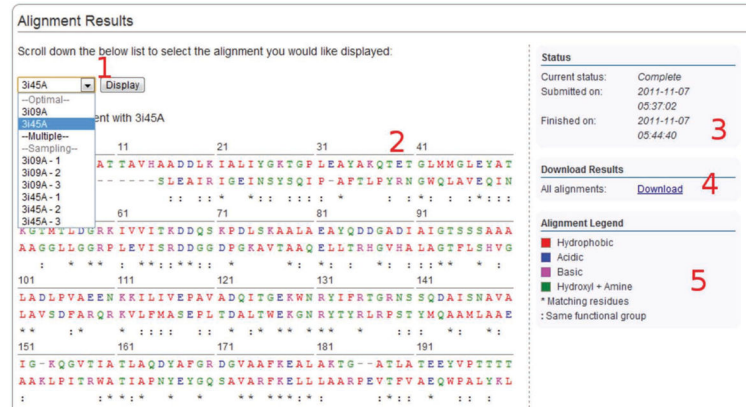 Alignment Results
Scroll down the below list to select the alignment you would like displayed:
1
3i45A Display
--Optimal--
3i09A
3i45A
--Multiple--
--Sampling--
3i09A - 1
3i09A - 2
3i09A - 3
3i45A - 1
3i45A - 2
3i45A - 3
ent with 3i45A
2
11 21 31 41
AT TAVHAADDLK IALIYGKTGP LEAYAKQTET GLMMGLEYAT
------SLEAIR IGEINSYSQI P-AFTLPYRN GWQLAVEQIN
61 71 81 91
KGTMTLDGRK IVVITKDDQS KPDLSKAALA EAYQDDGADI AIGTSSSAAA
AAGGLLGGRP LEVISRDDGG DPGKAVTAAQ ELLTRHGVHA LAGTFLSHVG
101 111 121 131 141
LADLPVAEEN KKILIVEPAV ADQITGEKWN RYIFRTGRNS SQDAISNAVA
LAVSDFARQR KVLFMASEPL TDALTWEKGN RYTYRLRPST YMQAAMLAAE
151 161 171 181 191
IG-KQGVTIA TLAQDYAFGR DGVAAFKEAL AKTG--ATLA TEEYVPTTTT
AAKLPITRWA TIAPNYEYGQ SAVARFKELL LAARPEVTFV AEQWPALYKL
Status
Current status: Complete
Submitted on: 2011-11-07
05:37:02
Finished on: 2011-11-07
05:44:40
3
Download Results
All alignments: Download
4
Alignment Legend
Hydrophobic
Acidic
Basic
Hydroxyl + Amine
* Matching residues
: Same functional group
5